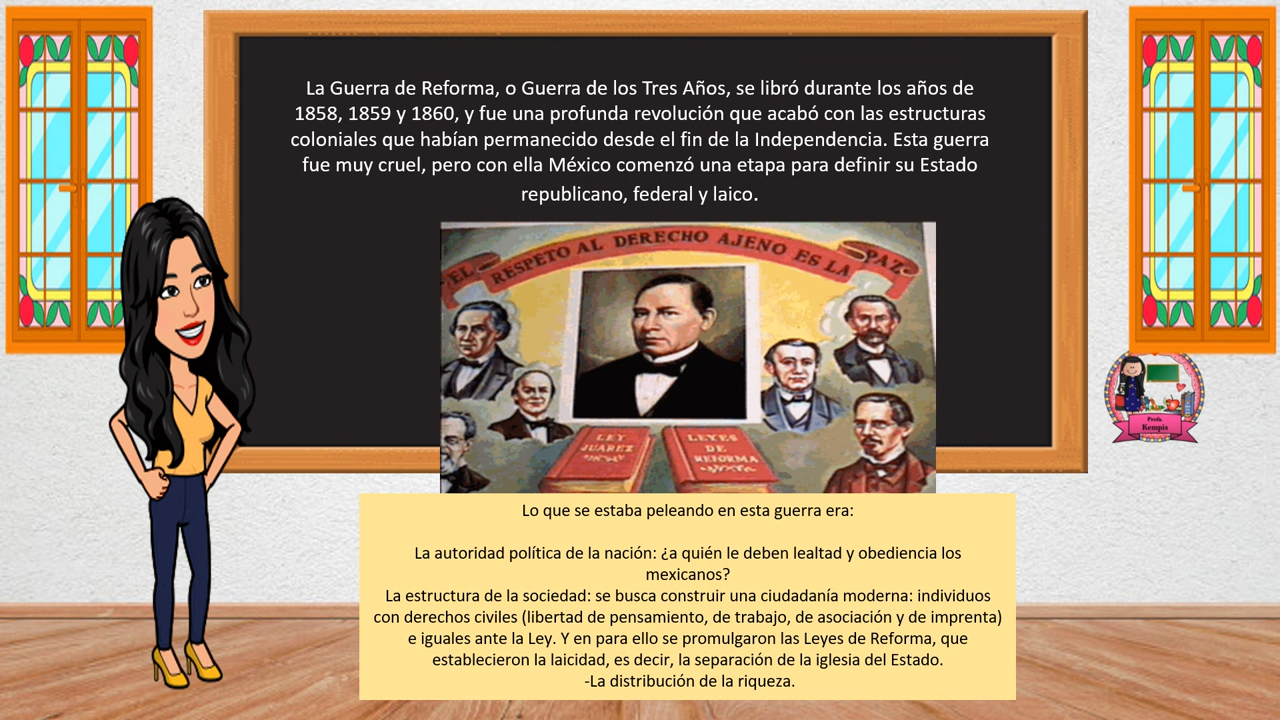 La Guerra de Reforma, o Guerra de los Tres Años, se libró durante los años de
1858, 1859 y 1860, y fue una profunda revolución que acabó con las estructuras
coloniales que habían permanecido desde el fin de la Independencia. Esta guerra
fue muy cruel, pero con ella México comenzó una etapa para definir su Estado
republicano, federal y laico.
EL RESPETO AL DERECHO AJENO ES LA PAZ
LEY
JUAREZ
LEYES
DE
REFORMA
Profa.
Kempis
Lo que se estaba peleando en esta guerra era:
La autoridad política de la nación: ¿a quién le deben lealtad y obediencia los
mexicanos?
La estructura de la sociedad: se busca construir una ciudadanía moderna: individuos
con derechos civiles (libertad de pensamiento, de trabajo, de asociación y de imprenta)
e iguales ante la Ley. Y en para ello se promulgaron las Leyes de Reforma, que
establecieron la laicidad, es decir, la separación de la iglesia del Estado.
-La distribución de la riqueza.